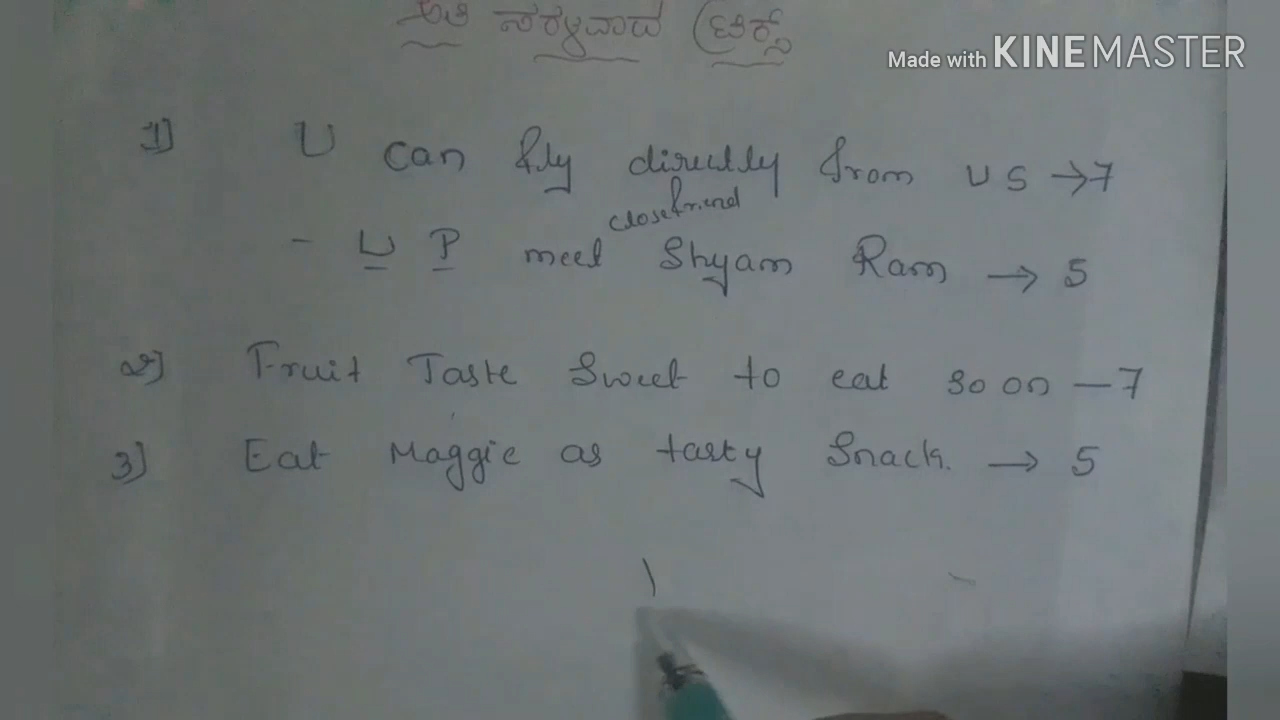 ಅತಿ ಸರಳವಾದ (ಟ್ರಿಕ್ಸ್)
Made with KINEMASTER
1) U can fly directly from US → 7
closefriend
- U P meet Shyam Ram → 5
2) Fruit Taste Sweet to eat soon — 7
3) Eat Maggie as tasty Snack. → 5